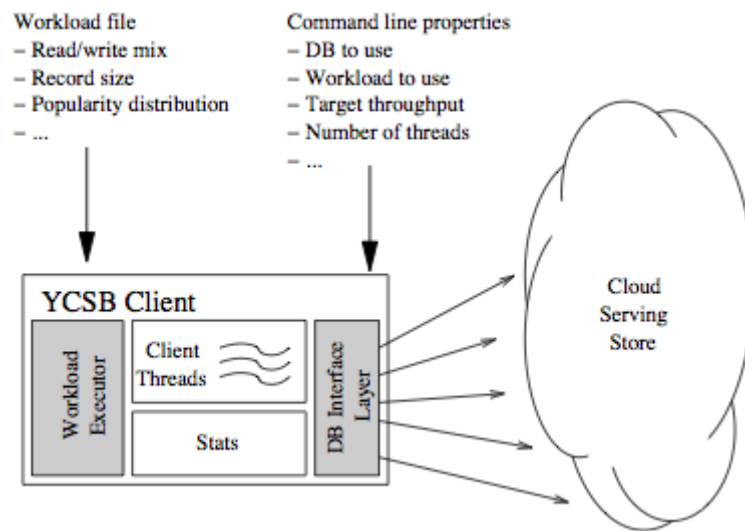 Workload file
– Read/write mix
– Record size
– Popularity distribution
– ...
Command line properties
– DB to use
– Workload to use
– Target throughput
– Number of threads
– ...
YCSB Client
Workload
Executor
Client
Threads
Stats
DB Interface
Layer
Cloud
Serving
Store